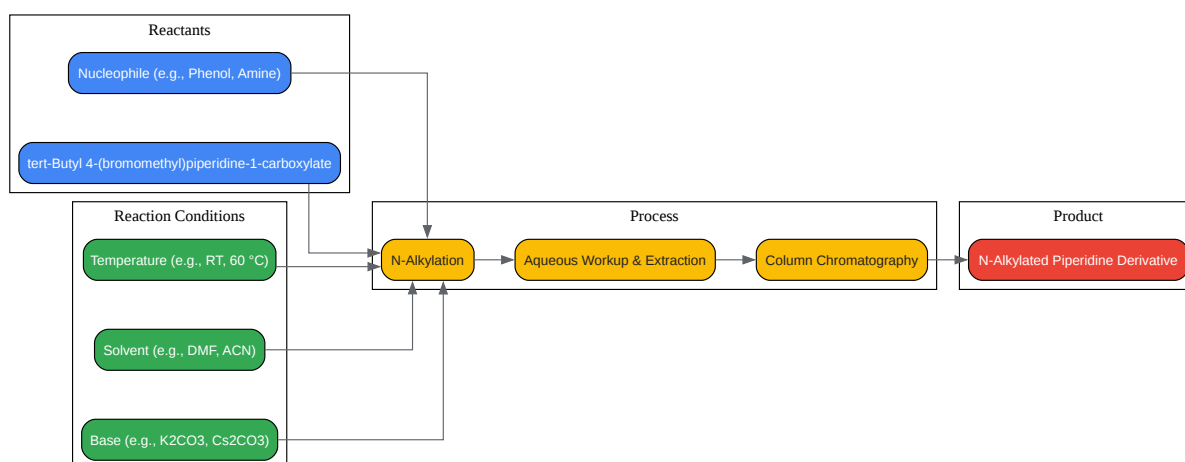 Reactants
Nucleophile (e.g., Phenol, Amine)
tert-Butyl 4-(bromomethyl)piperidine-1-carboxylate
Reaction Conditions
Temperature (e.g., RT, 60 °C)
Solvent (e.g., DMF, ACN)
Base (e.g., K2CO3, Cs2CO3)
Process
N-Alkylation
Aqueous Workup & Extraction
Column Chromatography
Product
N-Alkylated Piperidine Derivative